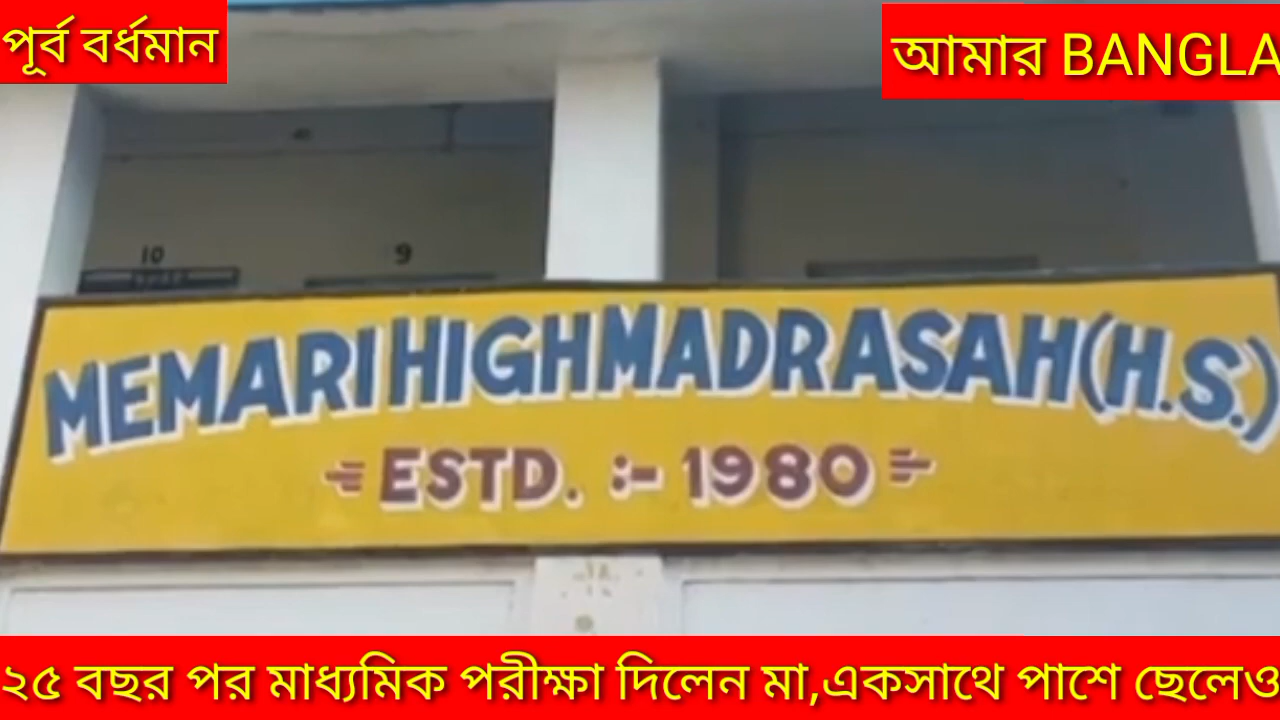 পূর্ব বর্ধমান
আমার BANGLA
10
9
MEMARI HIGH MADRASAH (H.S.)
ESTD. :- 1980
২৫ বছর পর মাধ্যমিক পরীক্ষা দিলেন মা,একসাথে পাশে ছেলেও